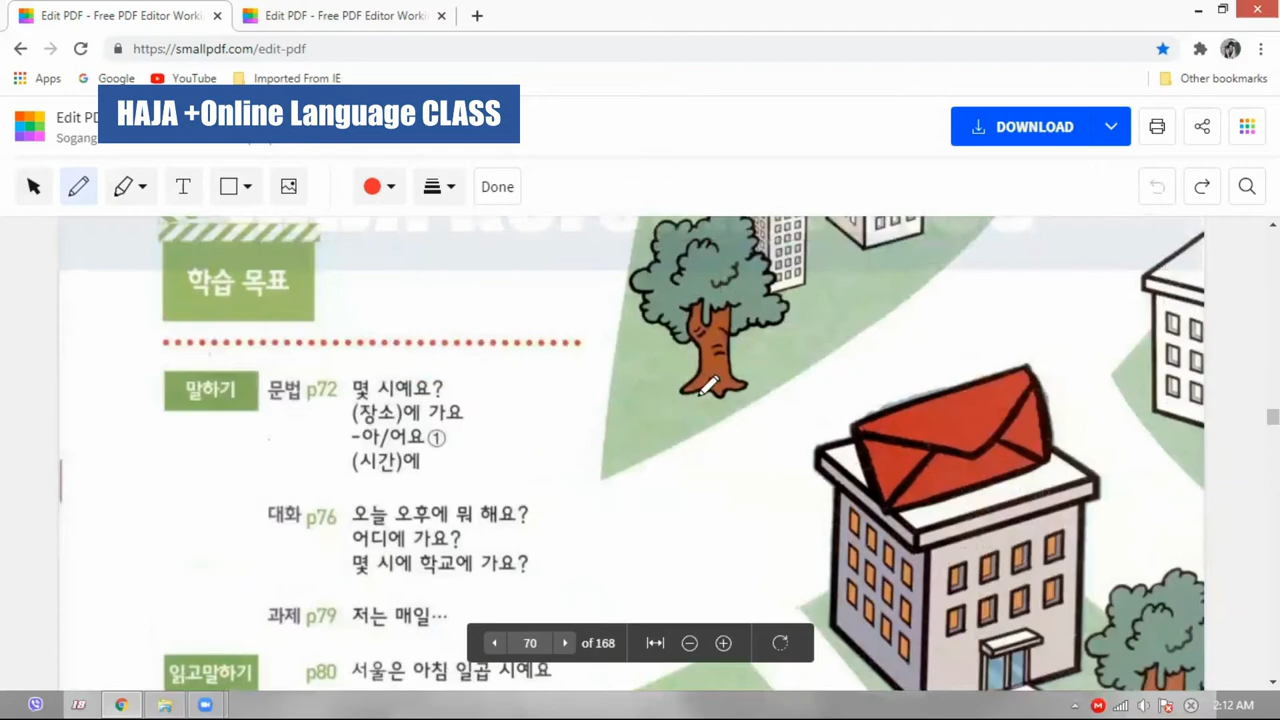 Edit PDF - Free PDF Editor Worki
Edit PDF - Free PDF Editor Worki
https://smallpdf.com/edit-pdf
Apps
Google
YouTube
Imported From IE
Other bookmarks
HAJA +Online Language CLASS
Edit PD
Sogang
DOWNLOAD
T
Done
학습 목표
말하기 문법 p72 몇 시예요?
(장소)에 가요
-아/어요①
(시간)에
대화 p76 오늘 오후에 뭐 해요?
어디에 가요?
몇 시에 학교에 가요?
과제 p79 저는 매일…
70 of 168
읽고말하기 p80 서울은 아침 일곱 시예요
18
M
2:12 AM